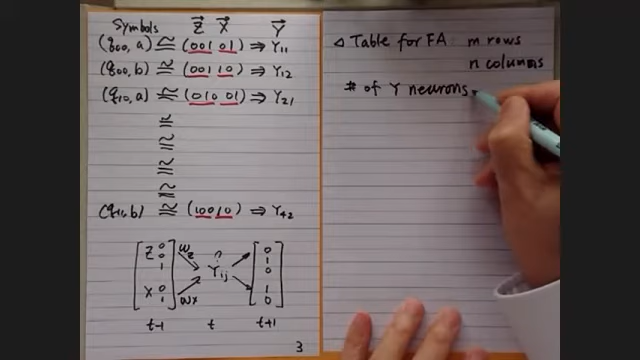 Symbols Z X Y
(q00, a) ≅ (001 01) ⇒ Y11
(q00, b) ≅ (001 10) ⇒ Y12
(q10, a) ≅ (010 01) ⇒ Y21
≅
≅
≅
≅
(q11, b) ≅ (100 10) ⇒ Y42
Z 0 0 1 X 0 1
Wz
Wx
?
Yij
0 1 0 1 0
t-1 t t+1
3
△ Table for FA m rows
n columns
# of Y neurons